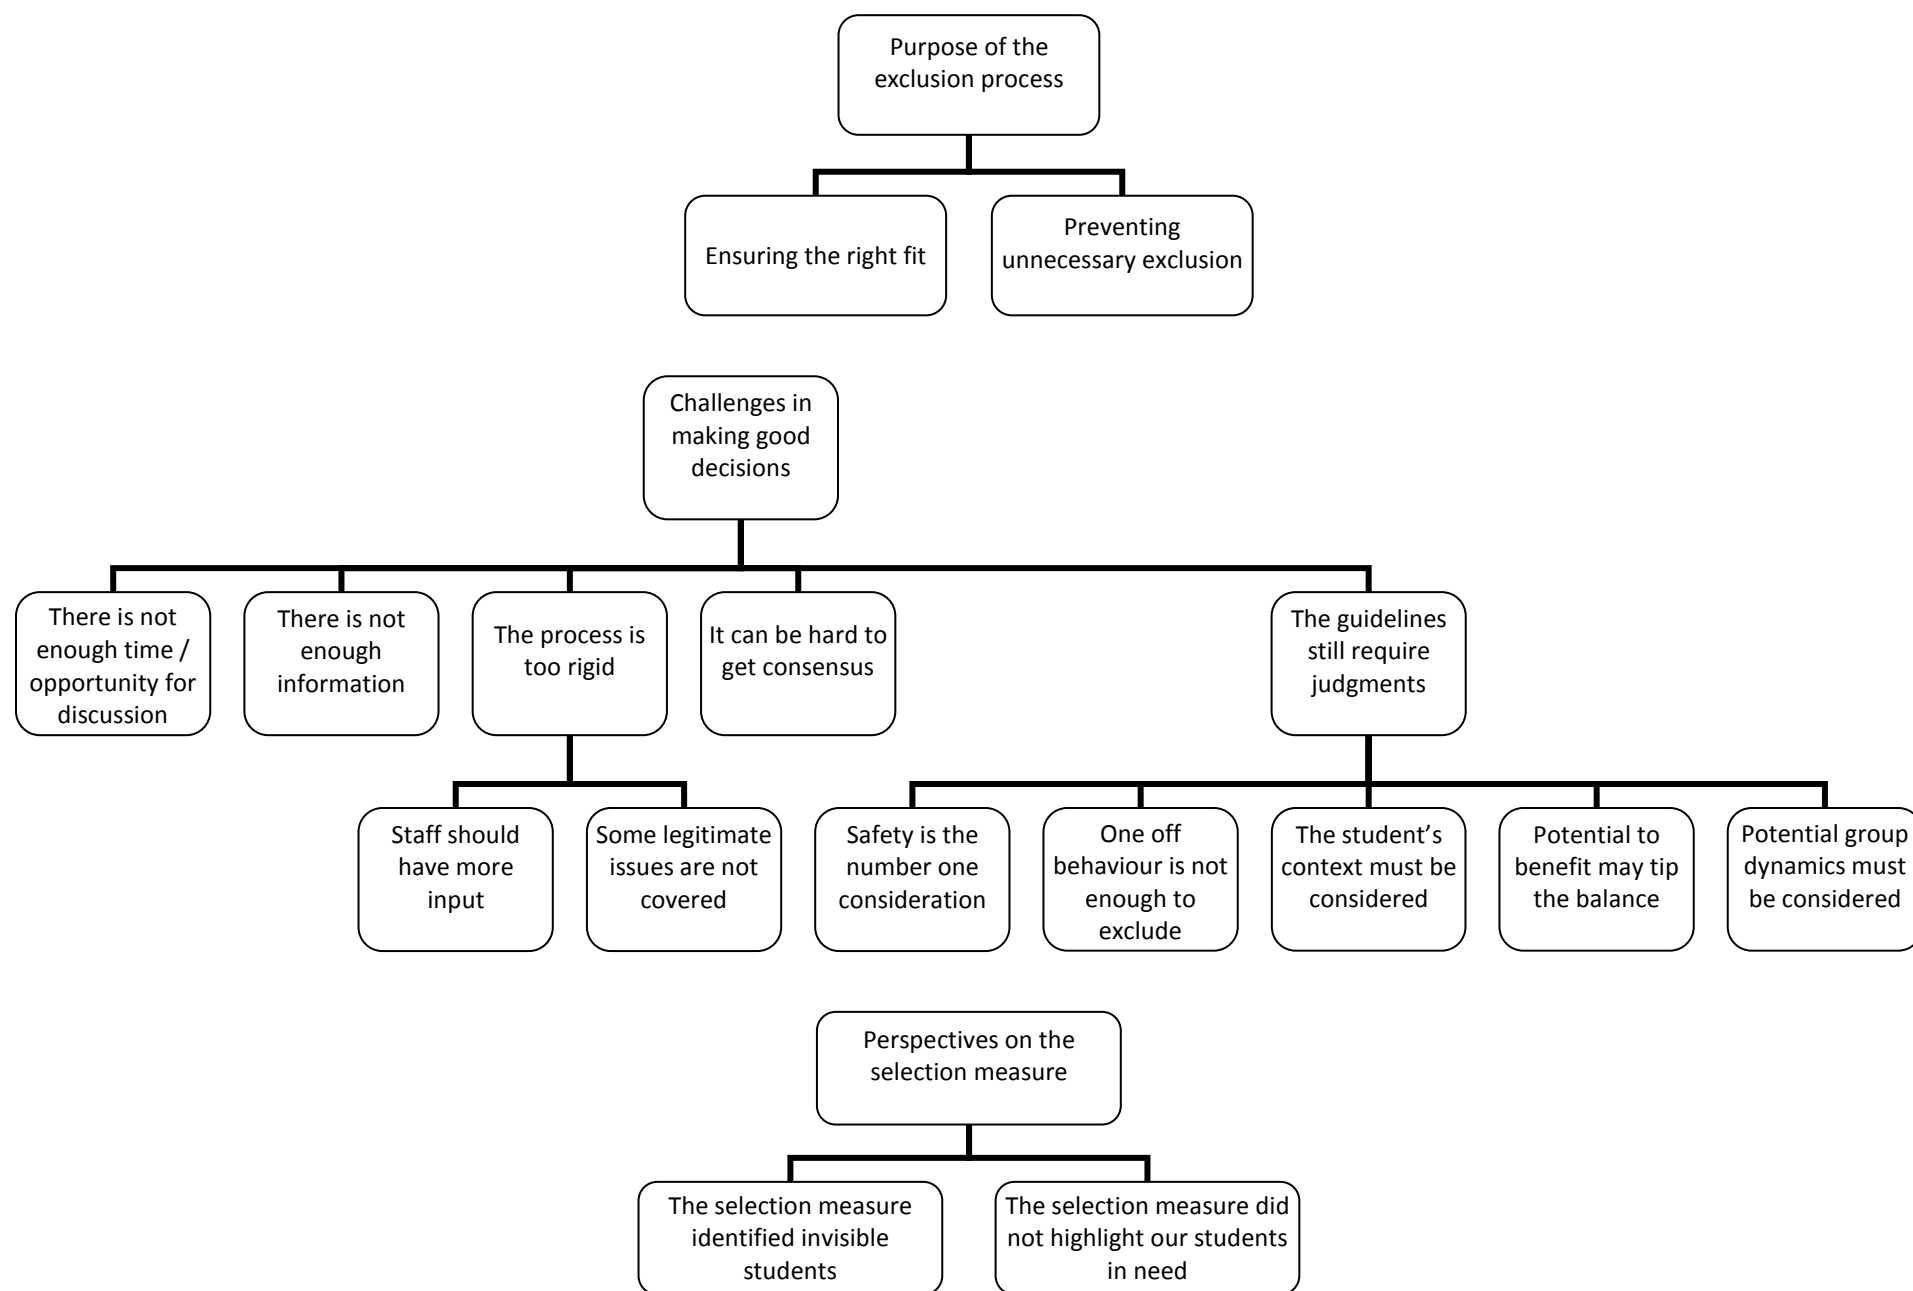 Purpose of the
exclusion process
Ensuring the right fit
Preventing
unnecessary exclusion
Challenges in
making good
decisions
There is not
enough time /
opportunity for
discussion
There is not
enough
information
The process is
too rigid
It can be hard to
get consensus
The guidelines
still require
judgments
Staff should
have more
input
Some legitimate
issues are not
covered
Safety is the
number one
consideration
One off
behaviour is not
enough to
exclude
The student’s
context must be
considered
Potential to
benefit may tip
the balance
Potential group
dynamics must
be considered
Perspectives on the
selection measure
The selection measure
identified invisible
students
The selection measure did
not highlight our students
in need